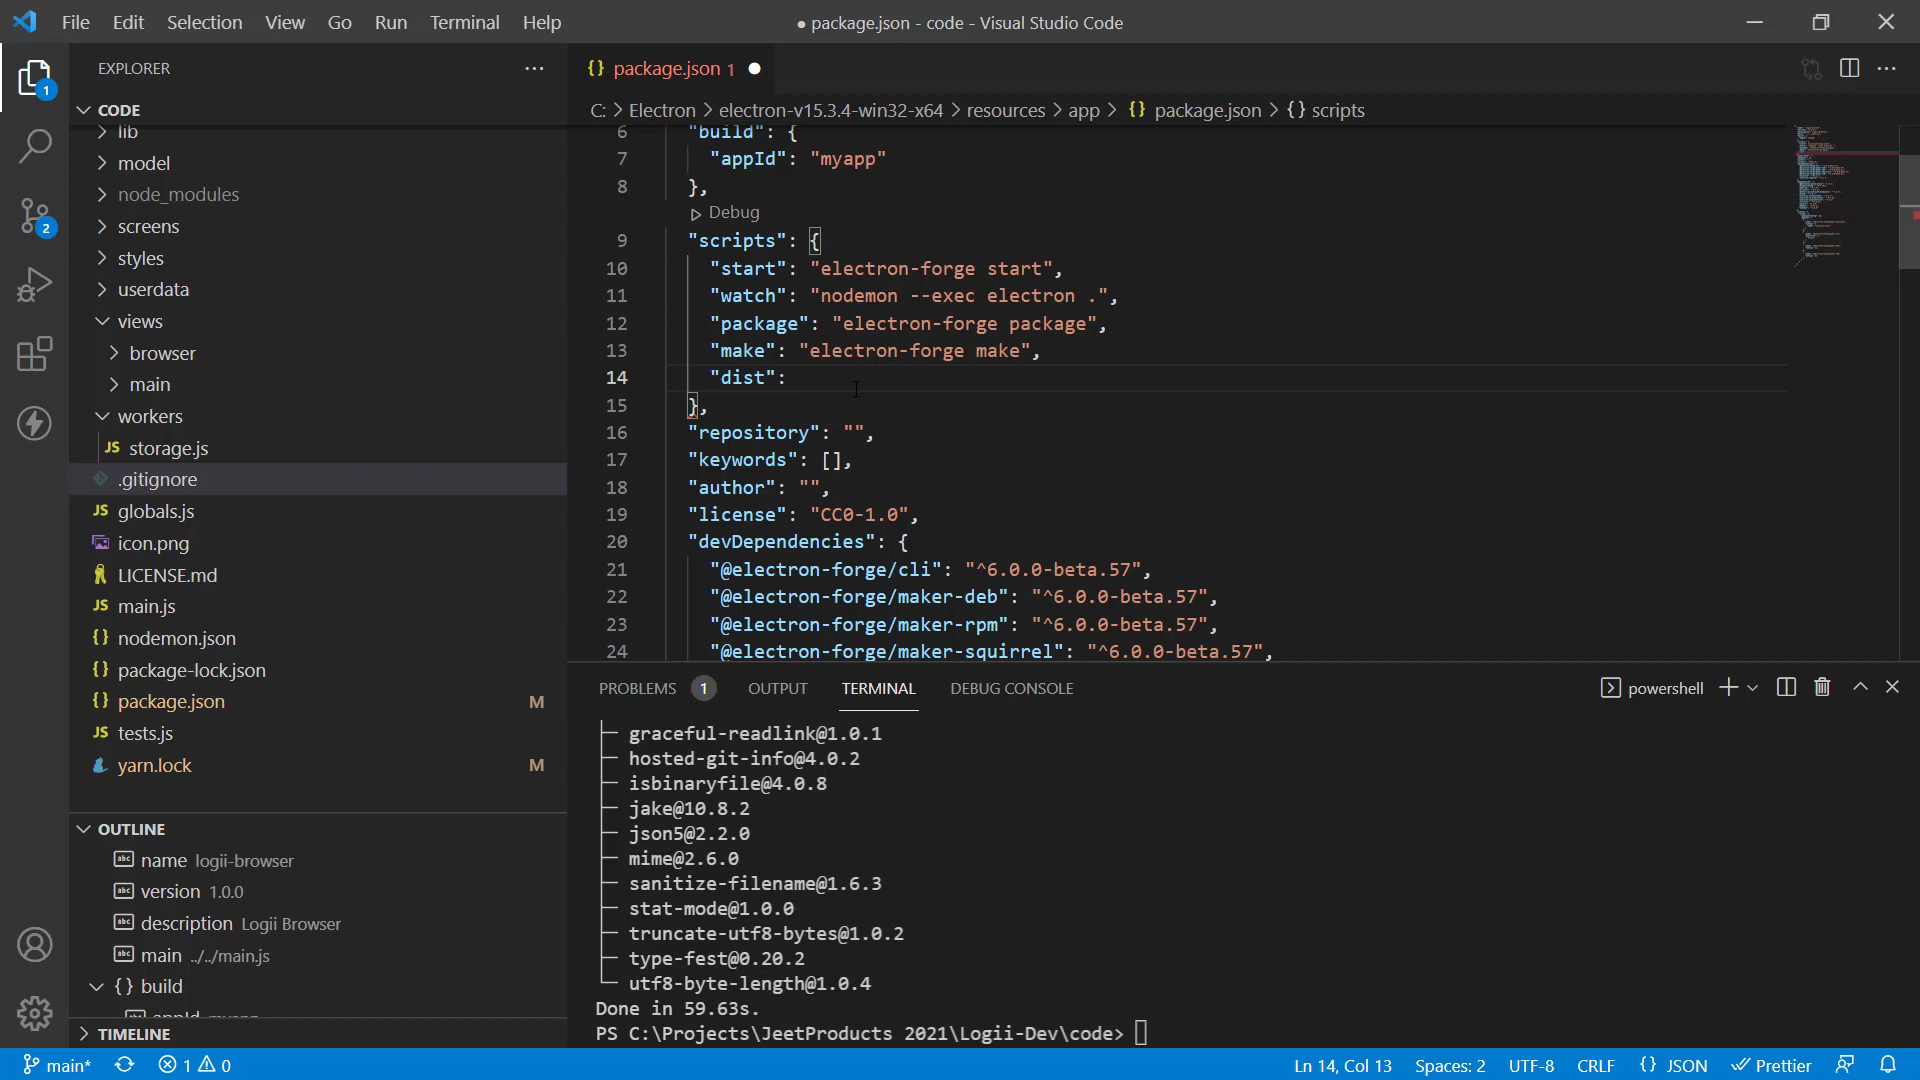 File Edit Selection View Go Run Terminal Help
● package.json - code - Visual Studio Code
EXPLORER
CODE
lib
model
node_modules
screens
styles
userdata
views
browser
main
workers
JS storage.js
.gitignore
JS globals.js
icon.png
LICENSE.md
JS main.js
{} nodemon.json
{} package-lock.json
{} package.json M
JS tests.js
yarn.lock M
OUTLINE
abc name logii-browser
abc version 1.0.0
abc description Logii Browser
abc main ../../main.js
{} build
TIMELINE
1
2
{} package.json 1 ●
C: > Electron > electron-v15.3.4-win32-x64 > resources > app > {} package.json > {} scripts
6 "build": {
7 "appId": "myapp"
8 },
Debug
9 "scripts": {
10 "start": "electron-forge start",
11 "watch": "nodemon --exec electron .",
12 "package": "electron-forge package",
13 "make": "electron-forge make",
14 "dist":
15 },
16 "repository": "",
17 "keywords": [],
18 "author": "",
19 "license": "CC0-1.0",
20 "devDependencies": {
21 "@electron-forge/cli": "^6.0.0-beta.57",
22 "@electron-forge/maker-deb": "^6.0.0-beta.57",
23 "@electron-forge/maker-rpm": "^6.0.0-beta.57",
24 "@electron-forge/maker-squirrel": "^6.0.0-beta.57",
PROBLEMS 1 OUTPUT TERMINAL DEBUG CONSOLE powershell
├─ graceful-readlink@1.0.1
├─ hosted-git-info@4.0.2
├─ isbinaryfile@4.0.8
├─ jake@10.8.2
├─ json5@2.2.0
├─ mime@2.6.0
├─ sanitize-filename@1.6.3
├─ stat-mode@1.0.0
├─ truncate-utf8-bytes@1.0.2
├─ type-fest@0.20.2
└─ utf8-byte-length@1.0.4
Done in 59.63s.
PS C:\Projects\JeetProducts 2021\Logii-Dev\code>
main* 1 0 Ln 14, Col 13 Spaces: 2 UTF-8 CRLF {} JSON Prettier